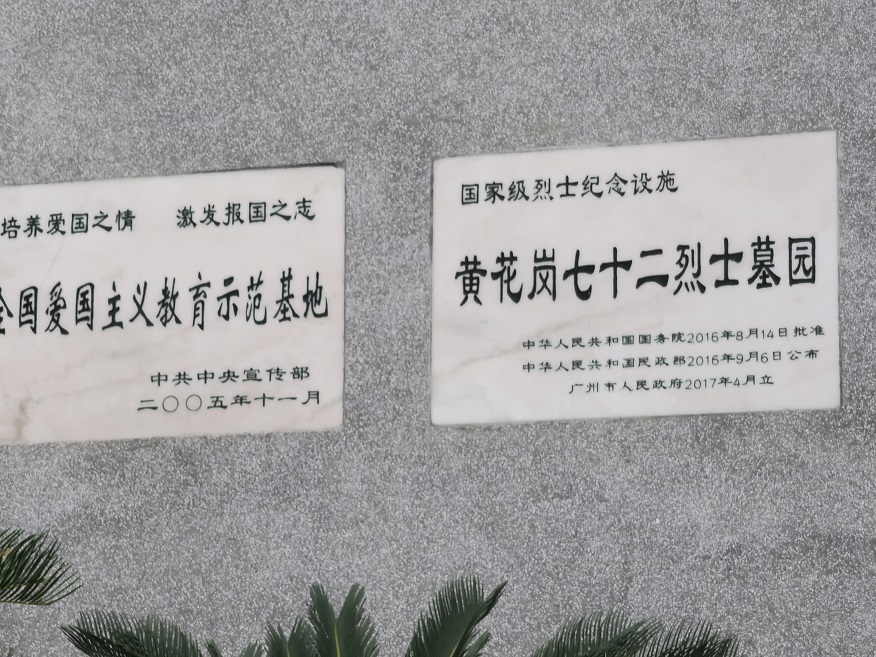 培养爱国之情 激发报国之志
全国爱国主义教育示范基地
中共中央宣传部
二〇〇五年十一月
国家级烈士纪念设施
黄花岗七十二烈士墓园
中华人民共和国国务院2016年8月14日批准
中华人民共和国民政部2016年9月6日公布
广州市人民政府2017年4月立